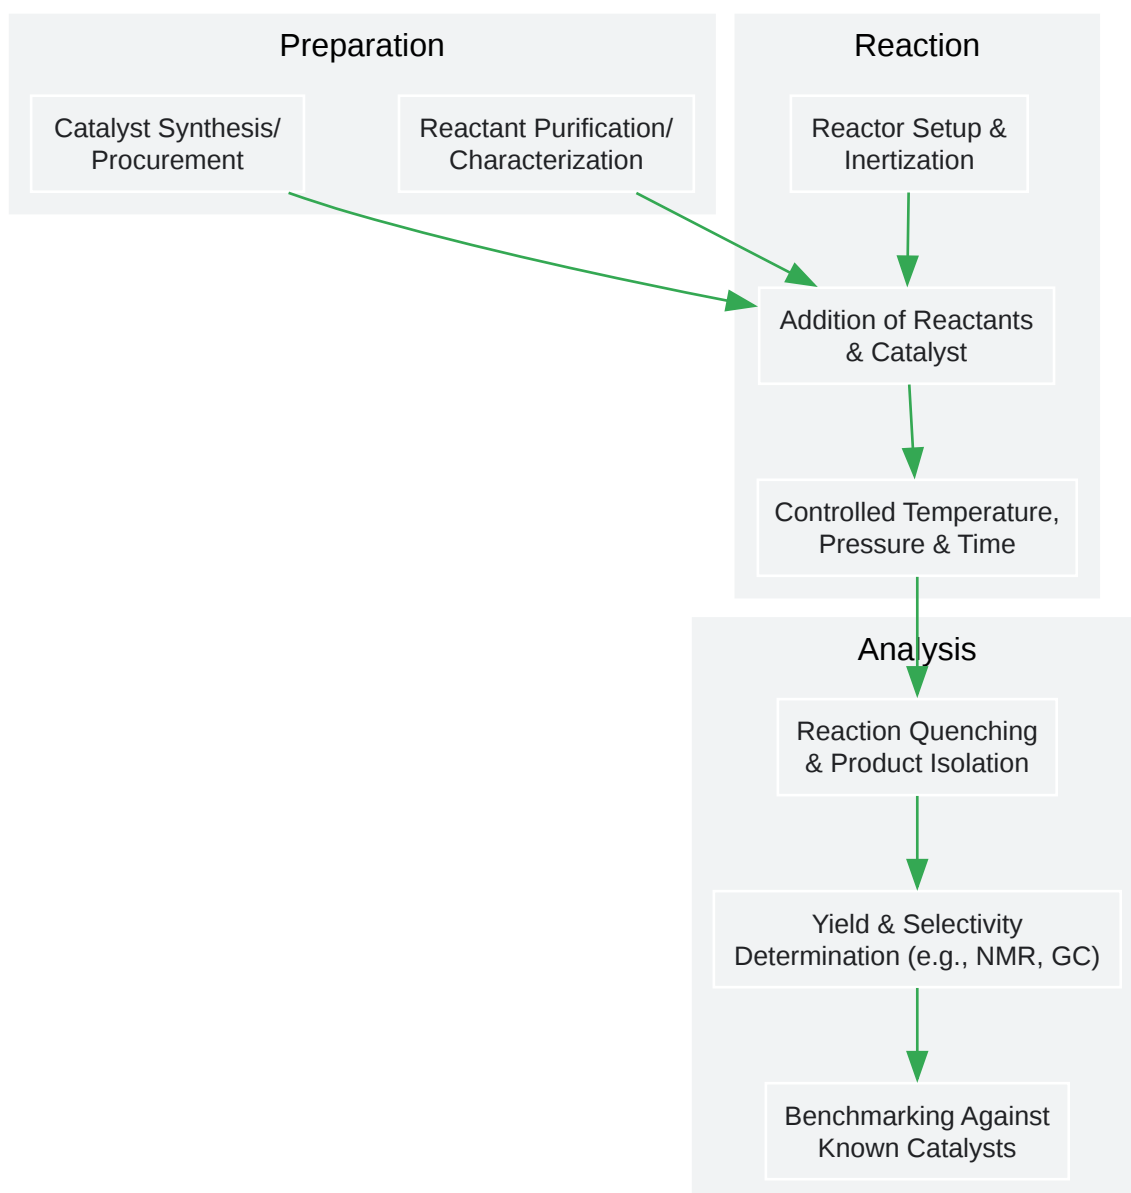 Preparation
Reaction
Catalyst Synthesis/
Procurement
Reactant Purification/
Characterization
Reactor Setup &
Inertization
Addition of Reactants
& Catalyst
Controlled Temperature,
Pressure & Time
Analysis
Reaction Quenching
& Product Isolation
Yield & Selectivity
Determination (e.g., NMR, GC)
Benchmarking Against
Known Catalysts